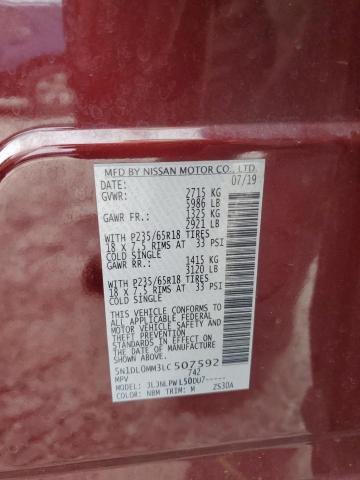 MFD BY NISSAN MOTOR CO., LTD.
DATE: 07/19
GVWR: 2715 KG
5986 LB
GAWR FR.: 1325 KG
2921 LB
WITH P235/65R18 TIRES
18 X 7.5 RIMS AT 33 PSI
COLD SINGLE
GAWR RR.: 1415 KG
3120 LB
WITH P235/65R18 TIRES
18 X 7.5 RIMS AT 33 PSI
COLD SINGLE
THIS VEHICLE CONFORMS TO ALL
APPLICABLE U.S. FEDERAL MOTOR
VEHICLE SAFETY STANDARDS IN
EFFECT ON THE DATE OF
MANUFACTURE SHOWN ABOVE.
5N1DL0MM3LC507592
MPV 742
MODEL: JLJNLPWL50DU7-----
COLOR: NBM TRIM: M ZS3DA